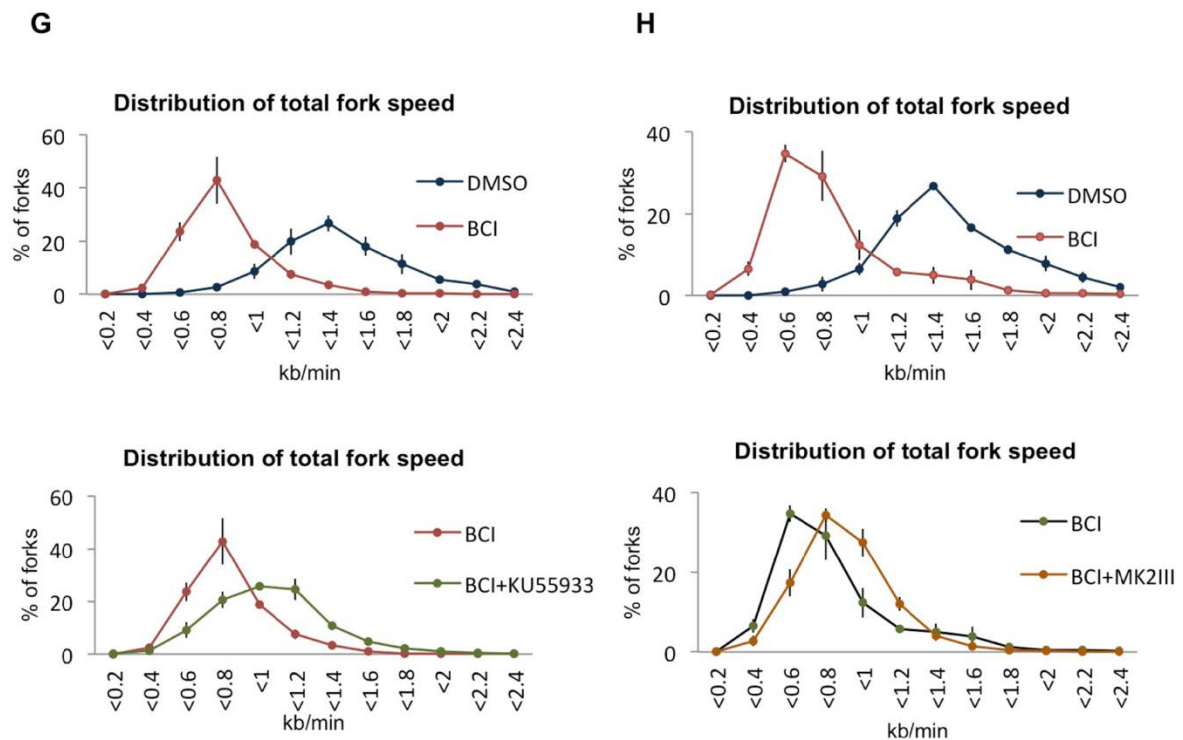 G
Distribution of total fork speed
% of forks
60
40
20
0
DMSO
BCI
<0.2
<0.4
<0.6
<0.8
<1
<1.2
<1.4
<1.6
<1.8
<2
<2.2
<2.4
kb/min
Distribution of total fork speed
% of forks
60
40
20
0
BCI
BCI+KU55933
<0.2
<0.4
<0.6
<0.8
<1
<1.2
<1.4
<1.6
<1.8
<2
<2.2
<2.4
kb/min
H
Distribution of total fork speed
% of forks
40
20
0
DMSO
BCI
<0.2
<0.4
<0.6
<0.8
<1
<1.2
<1.4
<1.6
<1.8
<2
<2.2
<2.4
kb/min
Distribution of total fork speed
% of forks
40
20
0
BCI
BCI+MK2III
<0.2
<0.4
<0.6
<0.8
<1
<1.2
<1.4
<1.6
<1.8
<2
<2.2
<2.4
kb/min